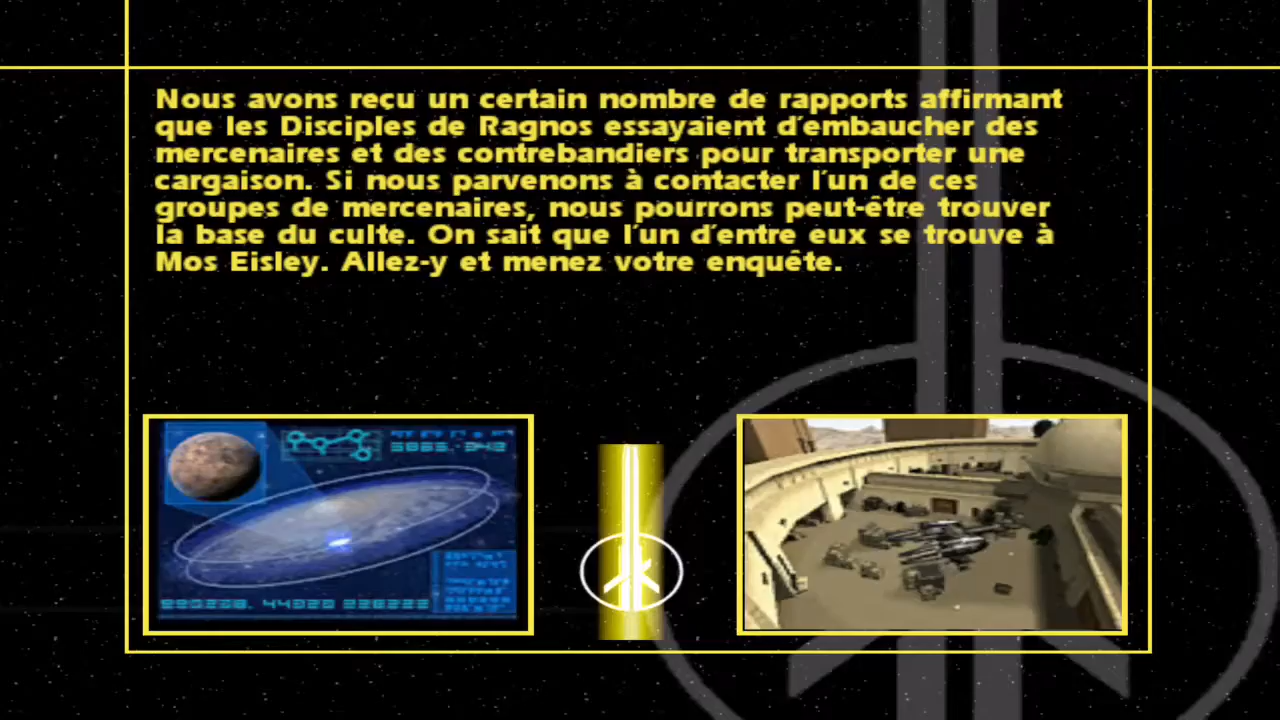 Nous avons reçu un certain nombre de rapports affirmant
que les Disciples de Ragnos essayaient d'embaucher des
mercenaires et des contrebandiers pour transporter une
cargaison. Si nous parvenons à contacter l'un de ces
groupes de mercenaires, nous pourrons peut-être trouver
la base du culte. On sait que l'un d'entre eux se trouve à
Mos Eisley. Allez-y et menez votre enquête.